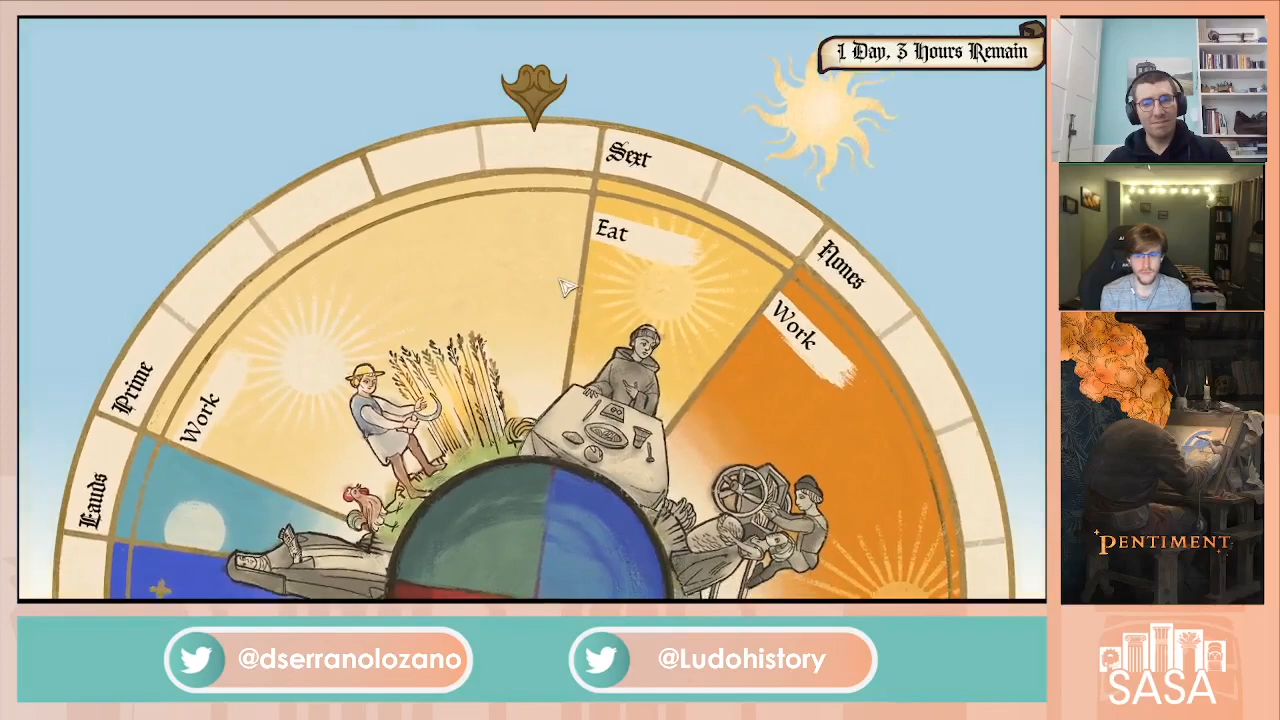 1 Day, 3 Hours Remain
Sext
Eat
Nones
Work
Prime
Work
Lauds
PENTIMENT
@dserranolozano
@Ludohistory
SASA